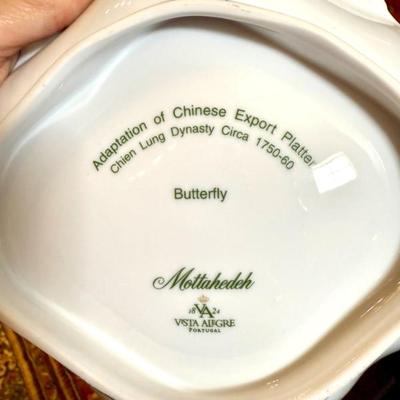 Adaptation of Chinese Export Platter
Chien Lung Dynasty Circa 1750-60
Butterfly
Mottahedeh
18 VA 24
VISTA ALEGRE
PORTUGAL